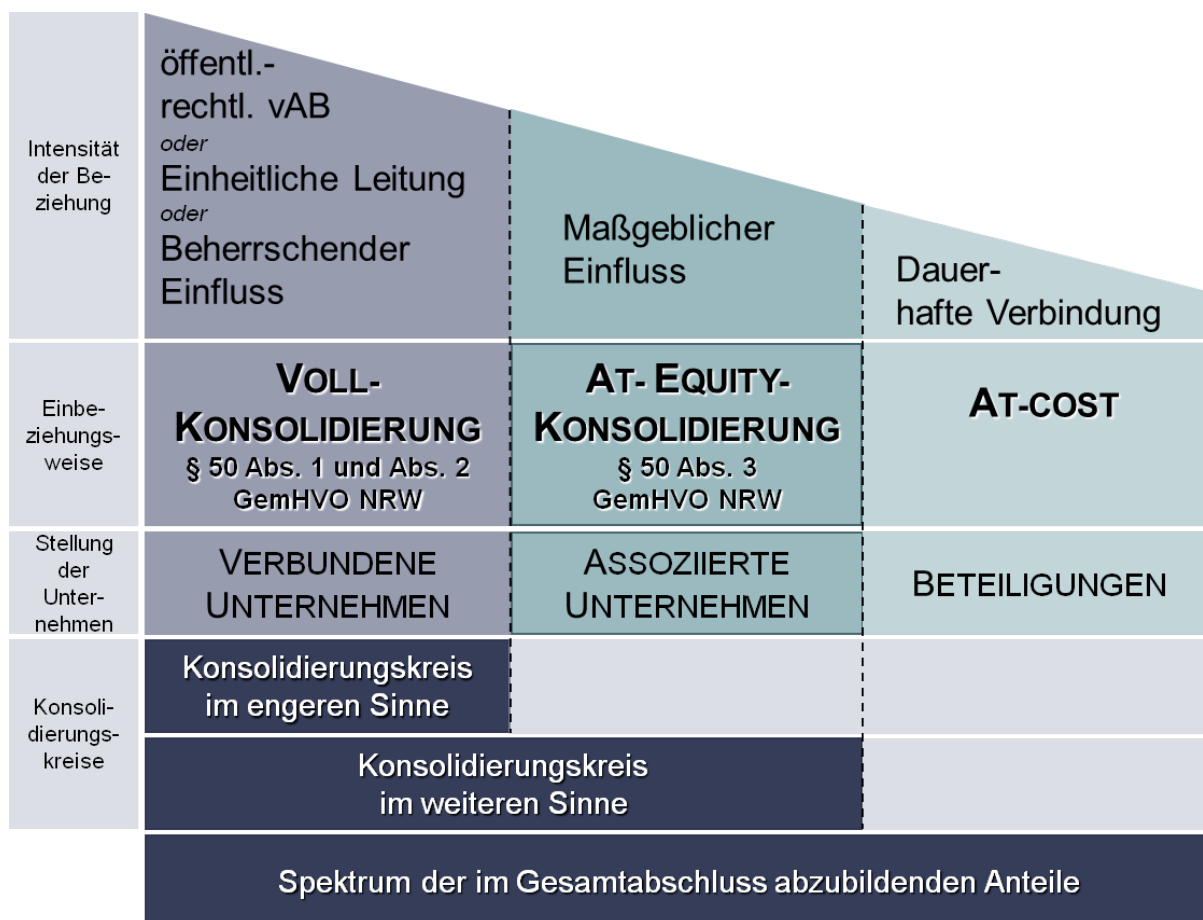 Intensität
der Be-
ziehung
öffentl.-
rechtl. vAB
oder
Einheitliche Leitung
oder
Beherrschender
Einfluss
Maßgeblicher
Einfluss
Dauer-
hafte Verbindung
Einbe-
ziehungs-
weise
VOLL-
KONSOLIDIERUNG
§ 50 Abs. 1 und Abs. 2
GemHVO NRW
AT- EQUITY-
KONSOLIDIERUNG
§ 50 Abs. 3
GemHVO NRW
AT-COST
Stellung
der
Unter-
nehmen
VERBUNDENE
UNTERNEHMEN
ASSOZIIERTE
UNTERNEHMEN
BETEILIGUNGEN
Konsoli-
dierungs-
kreise
Konsolidierungskreis
im engeren Sinne
Konsolidierungskreis
im weiteren Sinne
Spektrum der im Gesamtabschluss abzubildenden Anteile